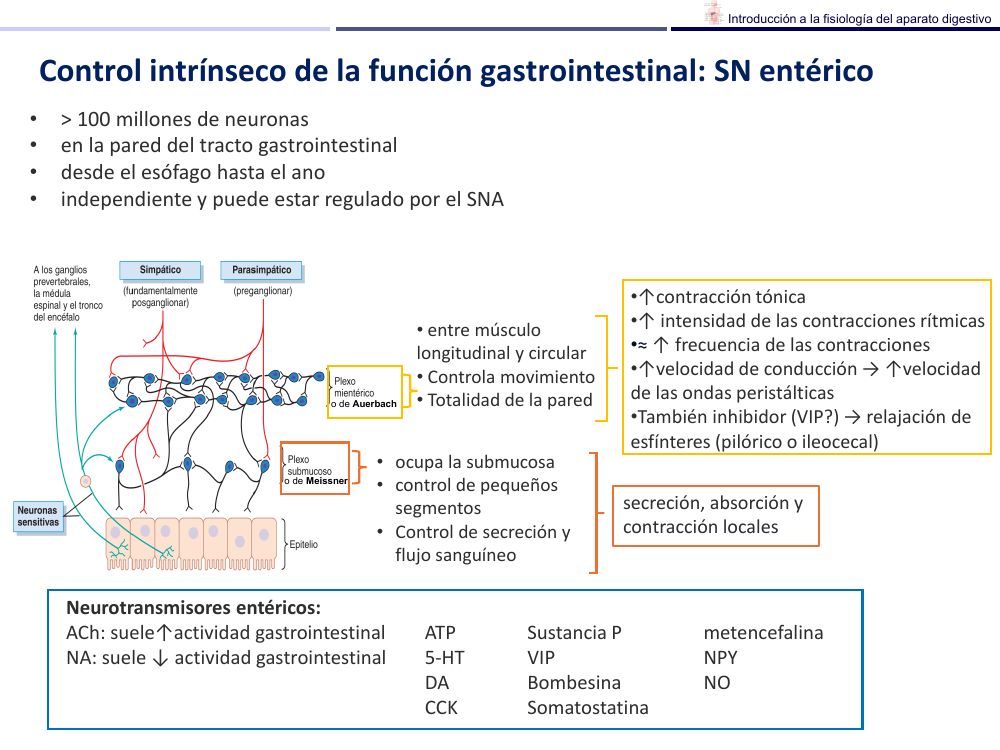 Introducción a la fisiología del aparato digestivo
Control intrínseco de la función gastrointestinal: SN entérico
• > 100 millones de neuronas
• en la pared del tracto gastrointestinal
• desde el esófago hasta el ano
• independiente y puede estar regulado por el SNA
A los ganglios
prevertebrales,
la médula
espinal y el tronco
del encéfalo
Simpático
(fundamentalmente
posganglionar)
Parasimpático
(preganglionar)
Plexo
mientérico
o de Auerbach
• entre músculo
longitudinal y circular
• Controla movimiento
• Totalidad de la pared
•↑contracción tónica
•↑ intensidad de las contracciones rítmicas
•≈ ↑ frecuencia de las contracciones
•↑velocidad de conducción → ↑velocidad
de las ondas peristálticas
•También inhibidor (VIP?) → relajación de
esfínteres (pilórico o ileocecal)
Plexo
submucoso
o de Meissner
• ocupa la submucosa
• control de pequeños
segmentos
• Control de secreción y
flujo sanguíneo
secreción, absorción y
contracción locales
Neuronas
sensitivas
Epitelio
Neurotransmisores entéricos:
ACh: suele↑actividad gastrointestinal
NA: suele ↓ actividad gastrointestinal
ATP
5-HT
DA
CCK
Sustancia P
VIP
Bombesina
Somatostatina
metencefalina
NPY
NO